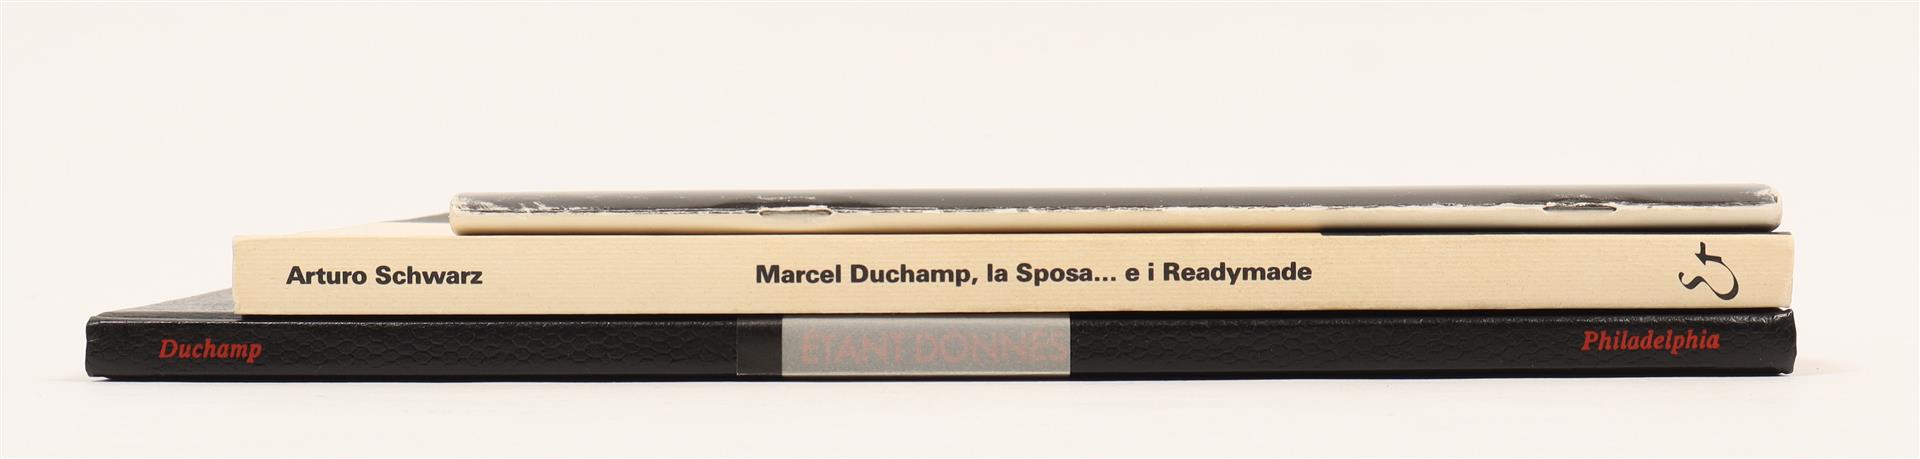 Arturo Schwarz Marcel Duchamp, la Sposa... e i Readymade
Duchamp ÉTANT DONNÉS Philadelphia